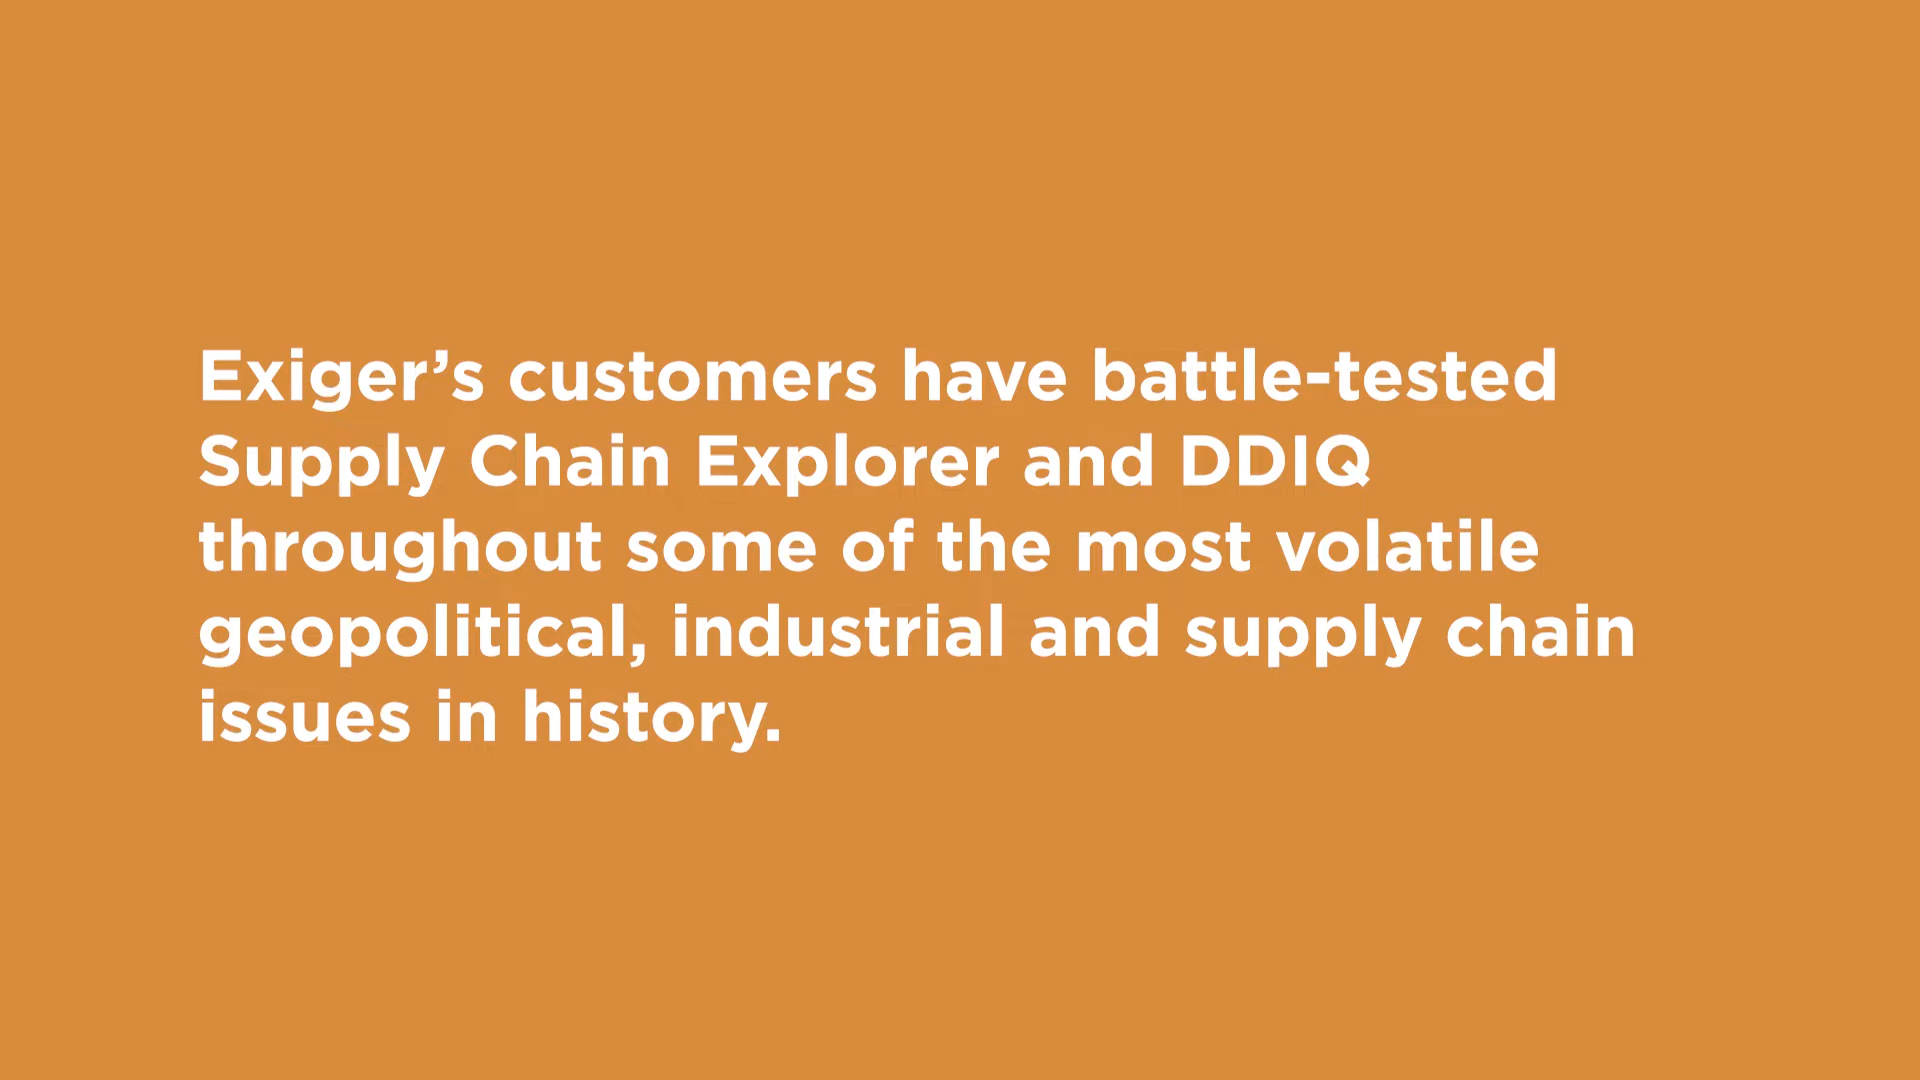 Exiger’s customers have battle-tested
Supply Chain Explorer and DDIQ
throughout some of the most volatile
geopolitical, industrial and supply chain
issues in history.